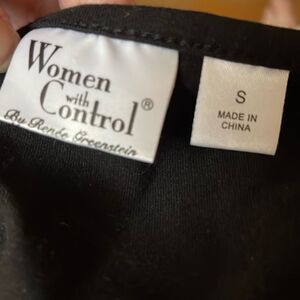 Women
with
Control®
By Renée Greenstein
S
MADE IN
CHINA